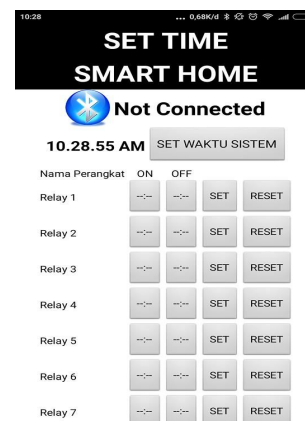 10:28 ... 0,68K/d
SET TIME
SMART HOME
Not Connected
10.28.55 AM SET WAKTU SISTEM
Nama Perangkat ON OFF
Relay 1 --:-- --:-- SET RESET
Relay 2 --:-- --:-- SET RESET
Relay 3 --:-- --:-- SET RESET
Relay 4 --:-- --:-- SET RESET
Relay 5 --:-- --:-- SET RESET
Relay 6 --:-- --:-- SET RESET
Relay 7 --:-- --:-- SET RESET